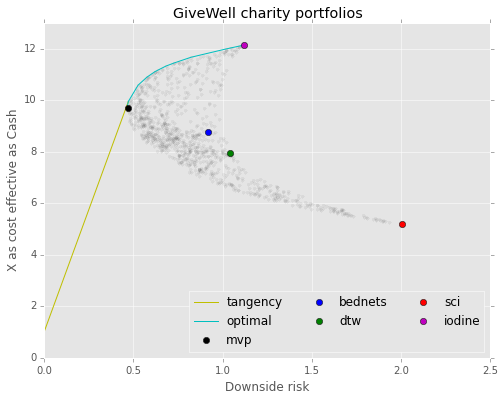 GiveWell charity portfolios
12
10
8
6
4
2
0
X as cost effective as Cash
tangency
optimal
mvp
bednets
dtw
sci
iodine
0.0 0.5 1.0 1.5 2.0 2.5
Downside risk